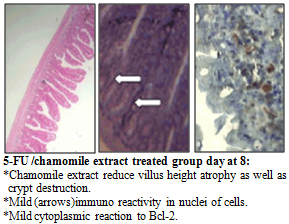 5-FU/chamomile extract treated group day at 8:
*Chamomile extract reduce villus height atrophy as well as
crypt destruction.
*Mild (arrows)immuno reactivity in nuclei of cells.
*Mild cytoplasmic reaction to Bcl-2.